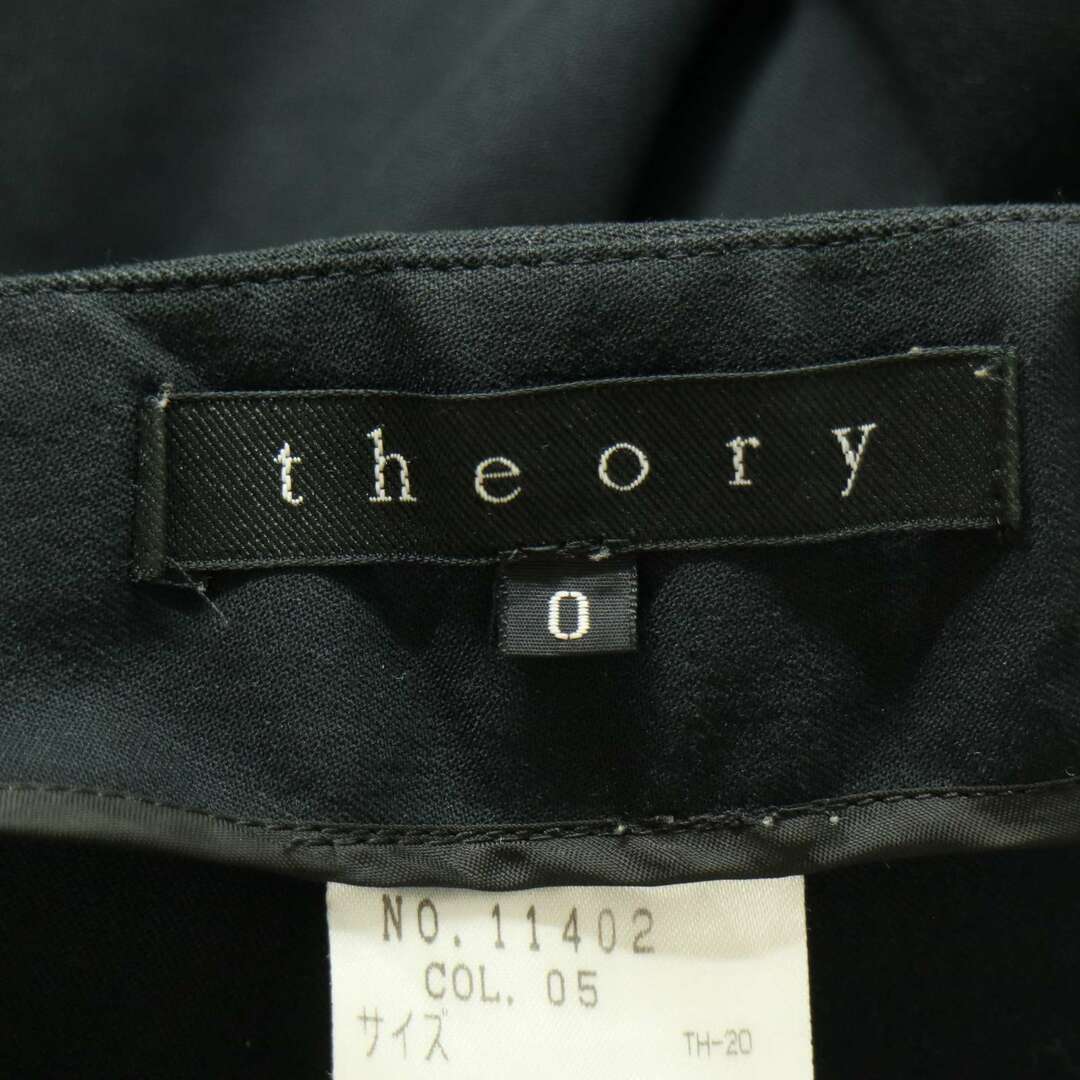 theory
0
NO. 11402
COL. 05
サイズ TH-20